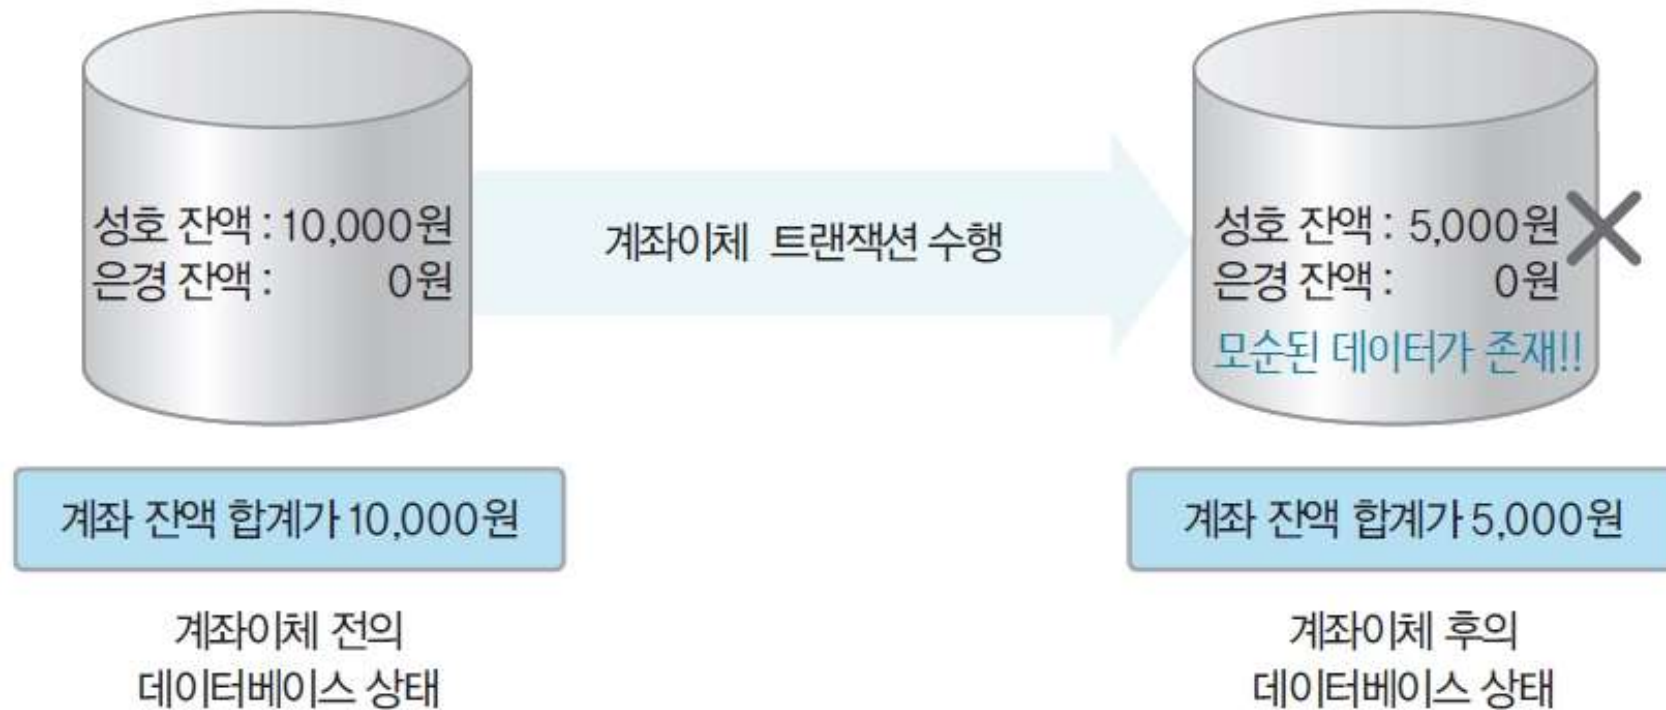 성호 잔액 : 10,000원
은경 잔액 : 0원
계좌이체 트랜잭션 수행
성호 잔액 : 5,000원
은경 잔액 : 0원
모순된 데이터가 존재!!
계좌 잔액 합계가 10,000원
계좌 잔액 합계가 5,000원
계좌이체 전의
데이터베이스 상태
계좌이체 후의
데이터베이스 상태